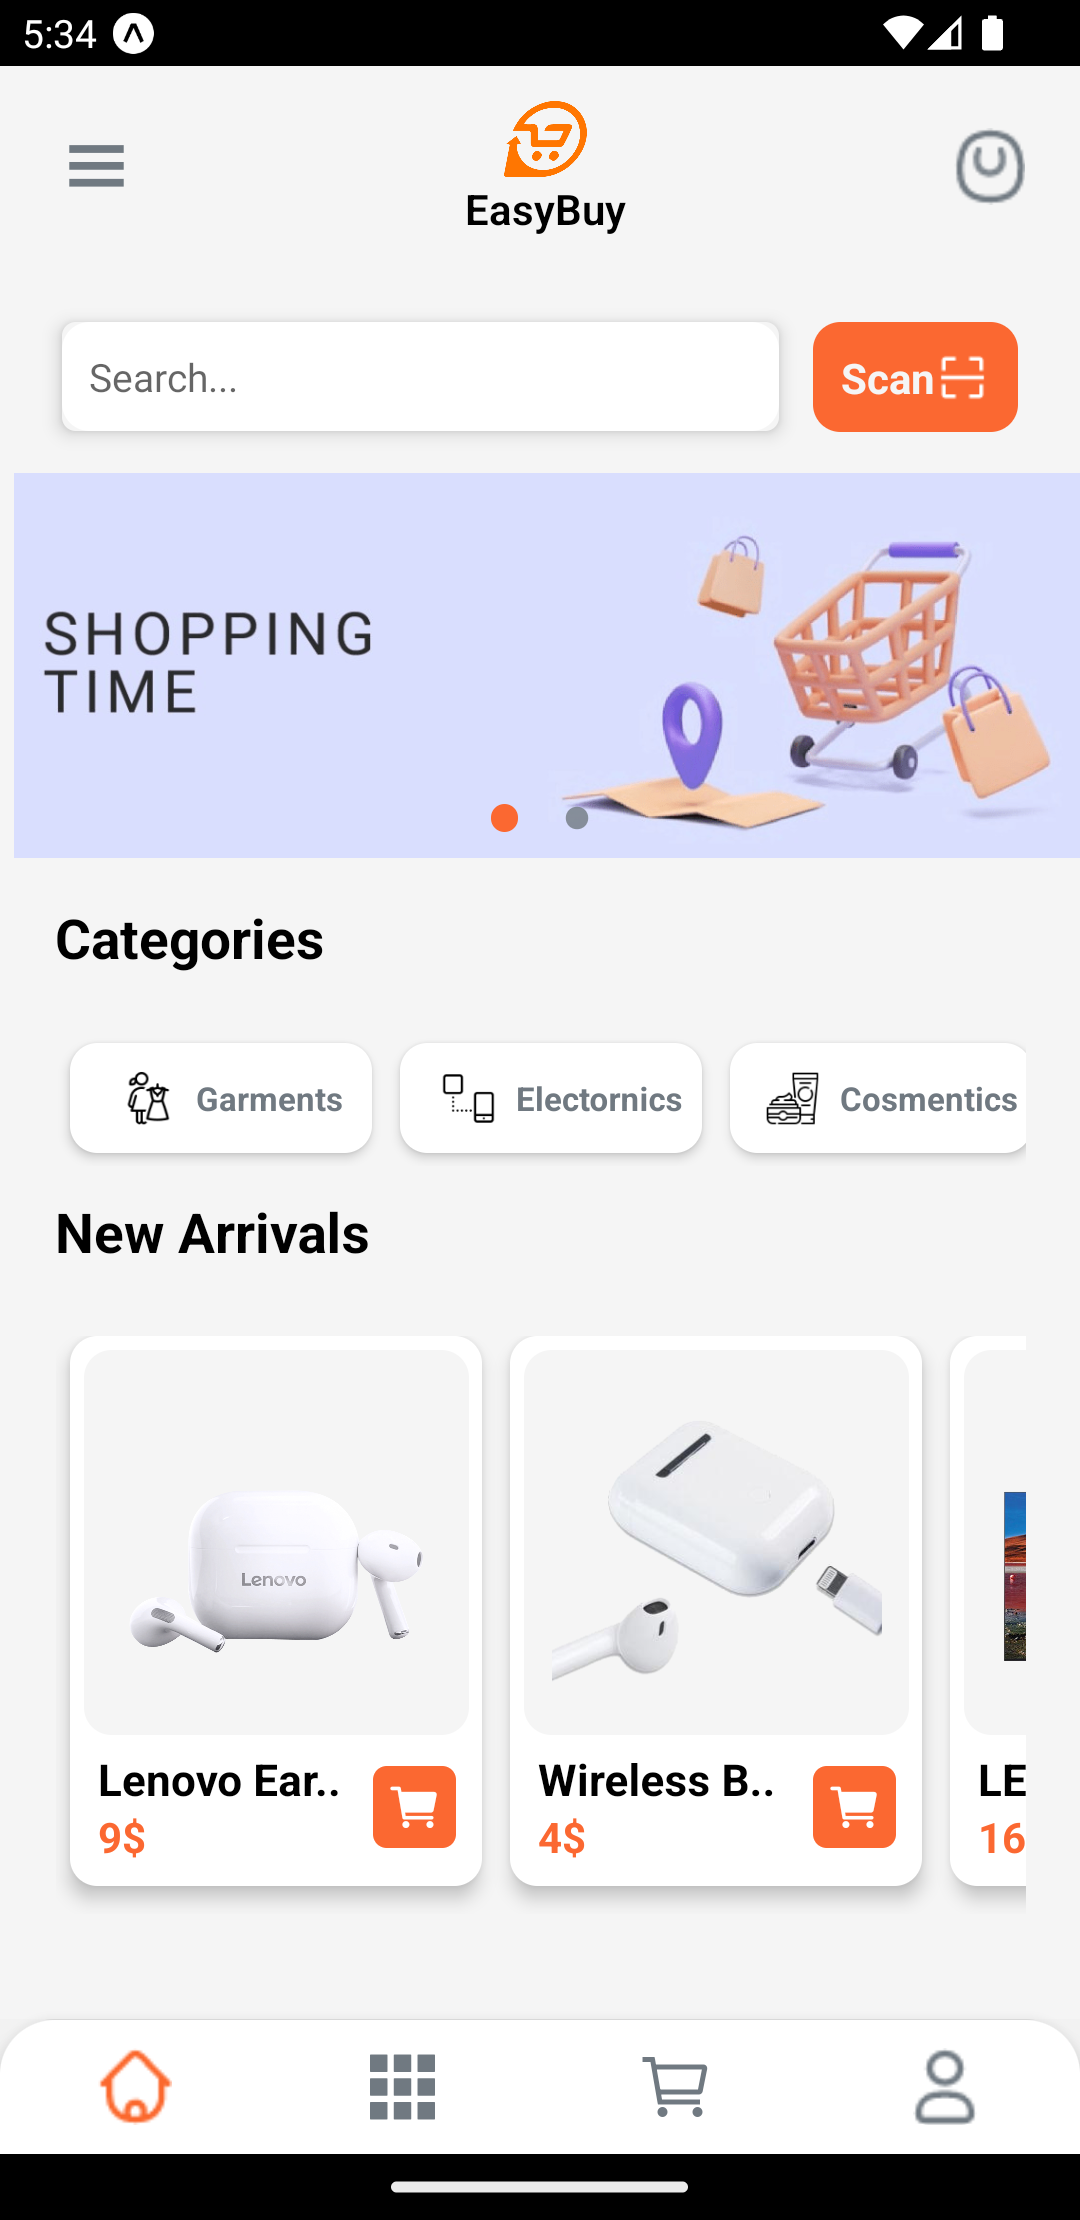 5:34
EasyBuy
Search...
Scan
SHOPPING
TIME
Categories
Garments
Electornics
Cosmentics
New Arrivals
Lenovo
Lenovo Ear..
9$
Wireless B..
4$
LE
16